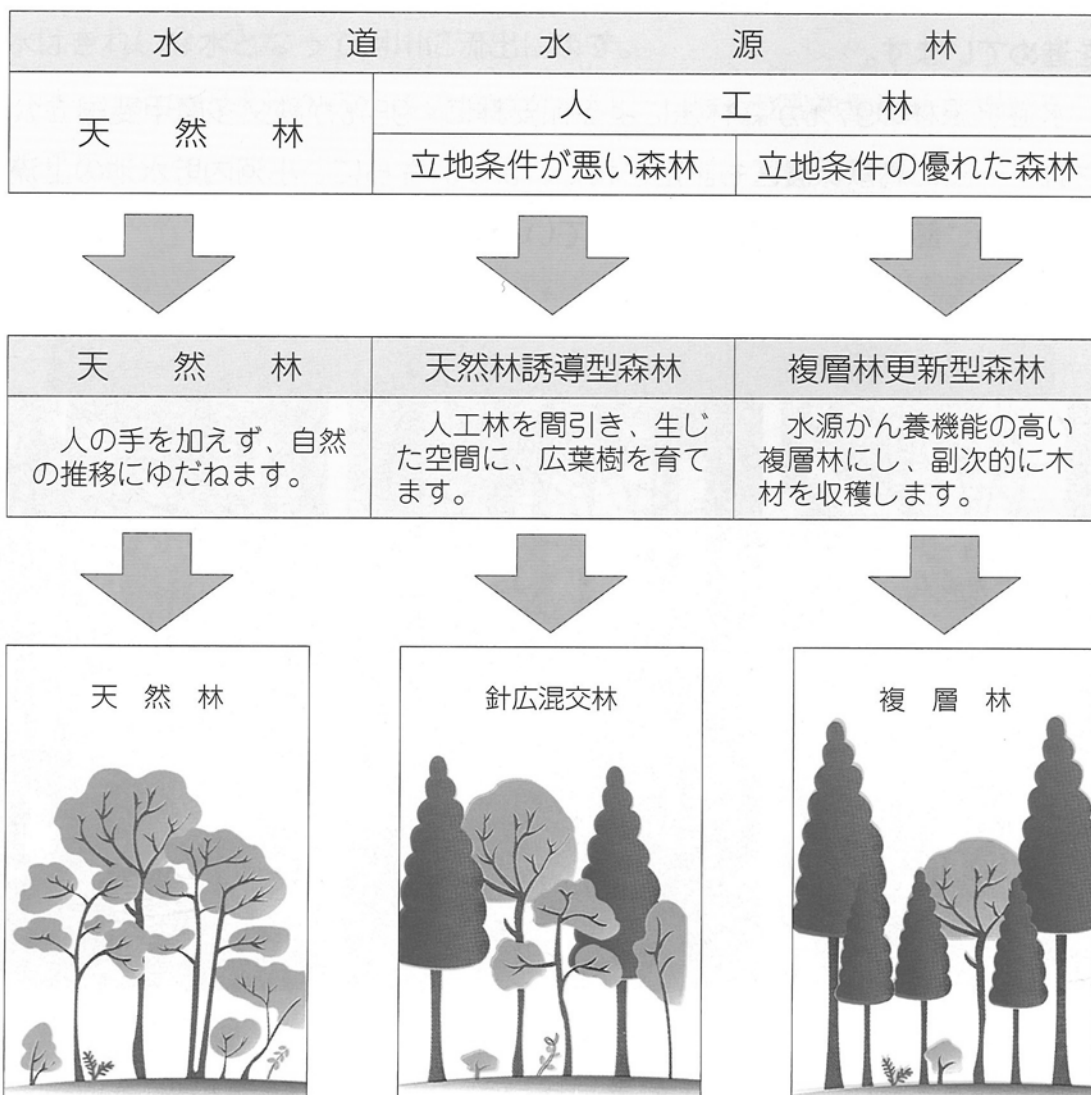 水道水源林
天然林
人工林
立地条件が悪い森林
立地条件の優れた森林
天然林
天然林誘導型森林
複層林更新型森林
人の手を加えず、自然
の推移にゆだねます。
人工林を間引き、生じ
た空間に、広葉樹を育て
ます。
水源かん養機能の高い
複層林にし、副次的に木
材を収穫します。
天然林
針広混交林
複層林